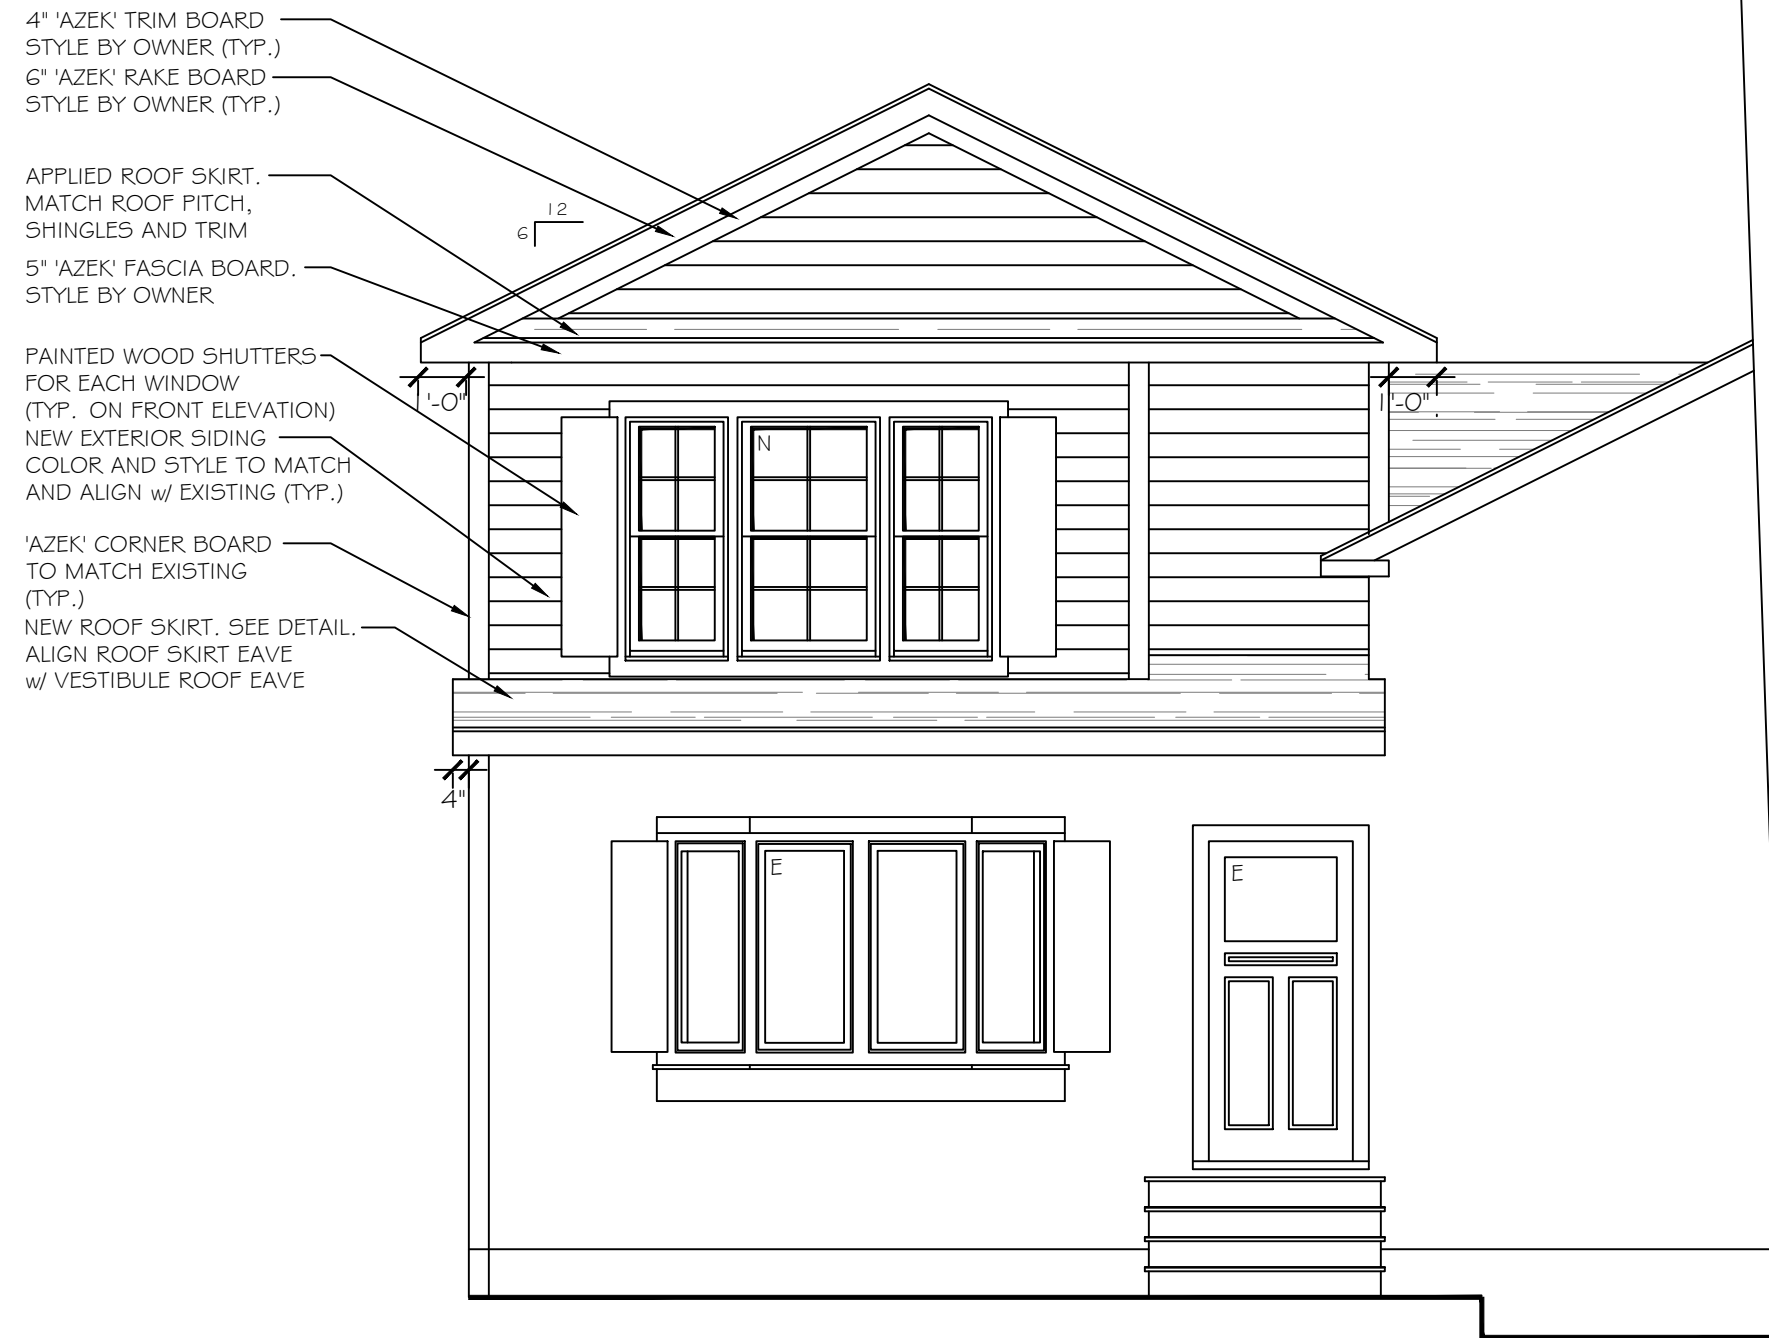 4" 'AZEK' TRIM BOARD
STYLE BY OWNER (TYP.)
6" 'AZEK' RAKE BOARD
STYLE BY OWNER (TYP.)
APPLIED ROOF SKIRT.
MATCH ROOF PITCH,
SHINGLES AND TRIM
12
6
5" 'AZEK' FASCIA BOARD.
STYLE BY OWNER
PAINTED WOOD SHUTTERS
FOR EACH WINDOW
(TYP. ON FRONT ELEVATION)
1'-0"
1'-0"
NEW EXTERIOR SIDING
COLOR AND STYLE TO MATCH
AND ALIGN w/ EXISTING (TYP.)
N
'AZEK' CORNER BOARD
TO MATCH EXISTING
(TYP.)
NEW ROOF SKIRT. SEE DETAIL.
ALIGN ROOF SKIRT EAVE
w/ VESTIBULE ROOF EAVE
4"
E
E